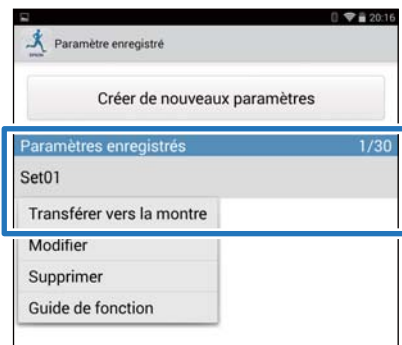 20:16
Paramètre enregistré
EPSON
Créer de nouveaux paramètres
Paramètres enregistrés 1/30
Set01
Transférer vers la montre
Modifier
Supprimer
Guide de fonction